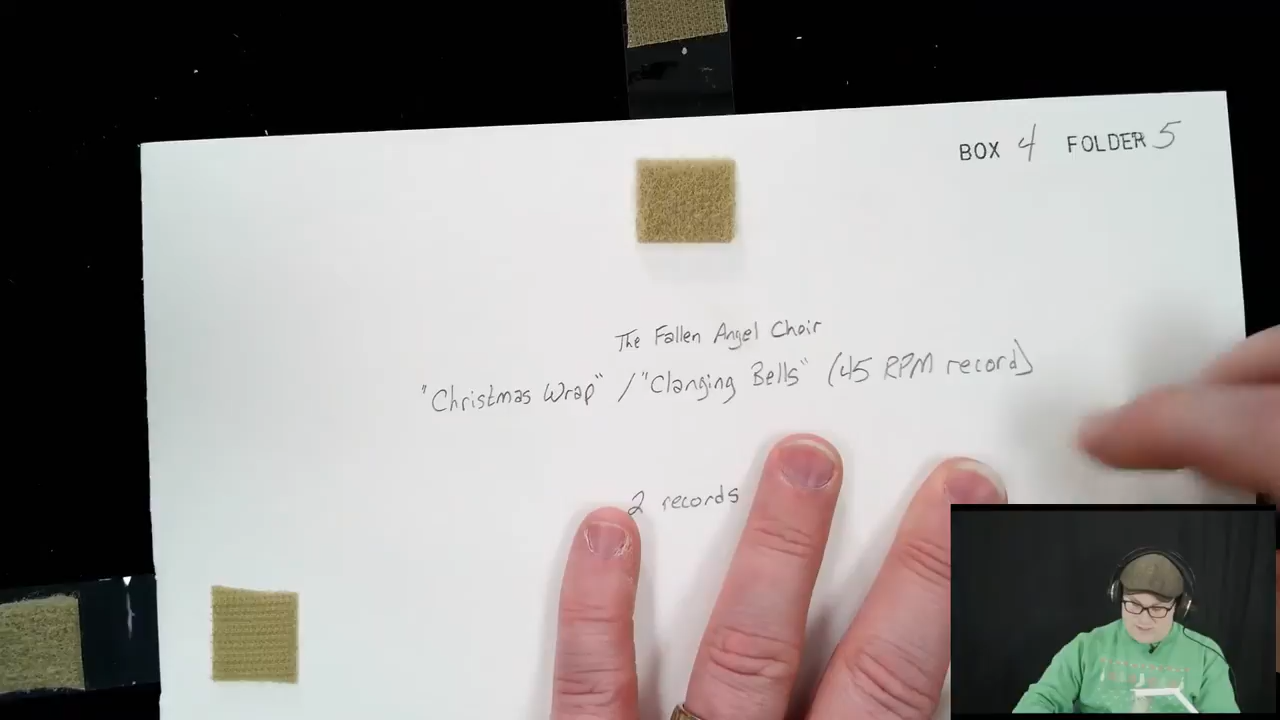 BOX 4 FOLDER 5
The Fallen Angel Choir
"Christmas Wrap" / "Clanging Bells" (45 RPM record)
2 records